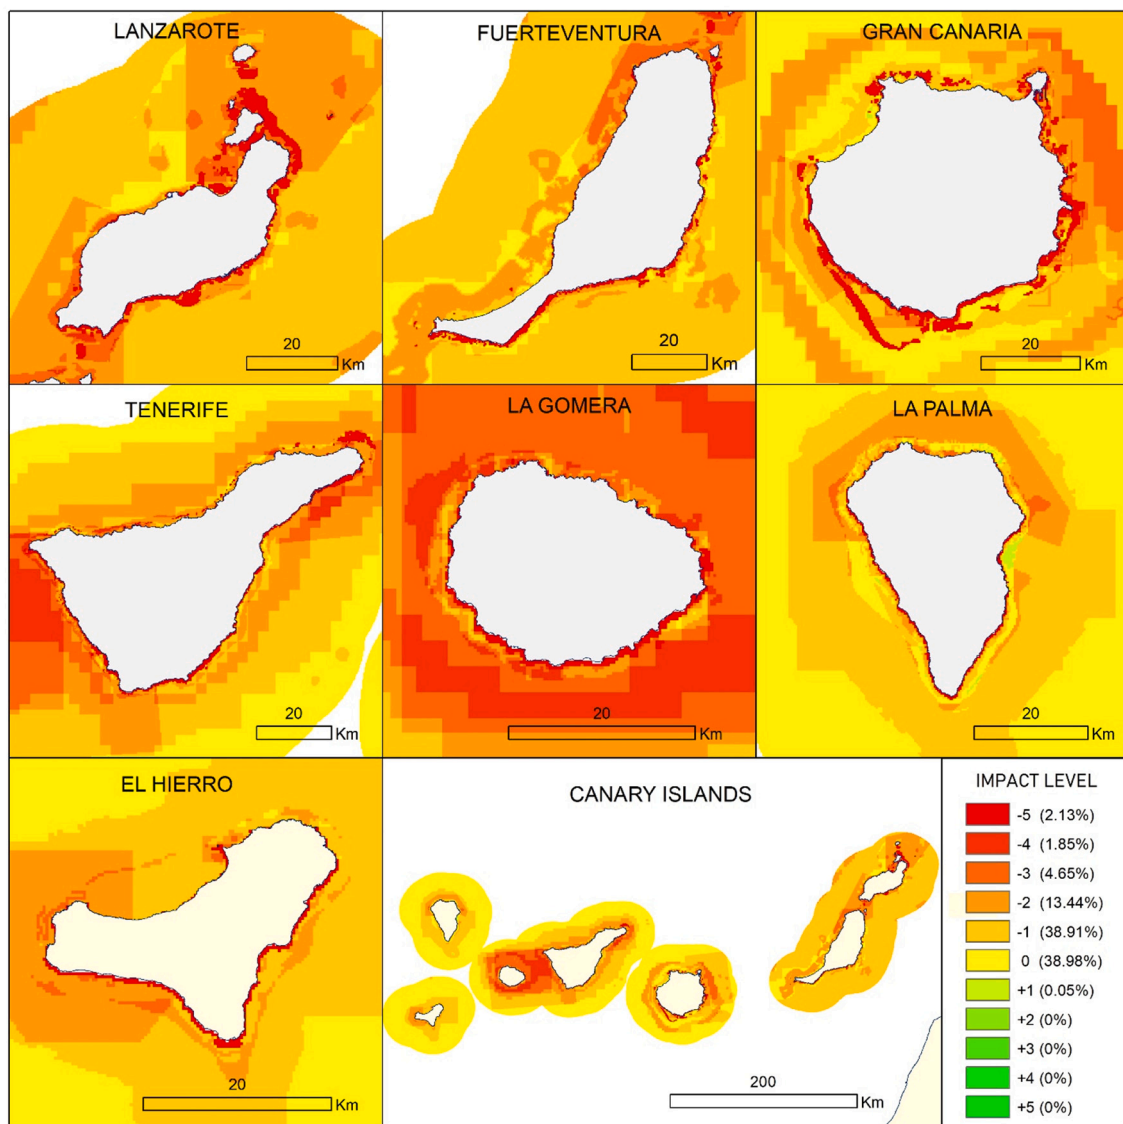 LANZAROTE
20
Km
FUERTEVENTURA
20
Km
GRAN CANARIA
20
Km
TENERIFE
20
Km
LA GOMERA
20
Km
LA PALMA
20
Km
EL HIERRO
20
Km
CANARY ISLANDS
200
Km
IMPACT LEVEL
-5 (2.13%)
-4 (1.85%)
-3 (4.65%)
-2 (13.44%)
-1 (38.91%)
0 (38.98%)
+1 (0.05%)
+2 (0%)
+3 (0%)
+4 (0%)
+5 (0%)